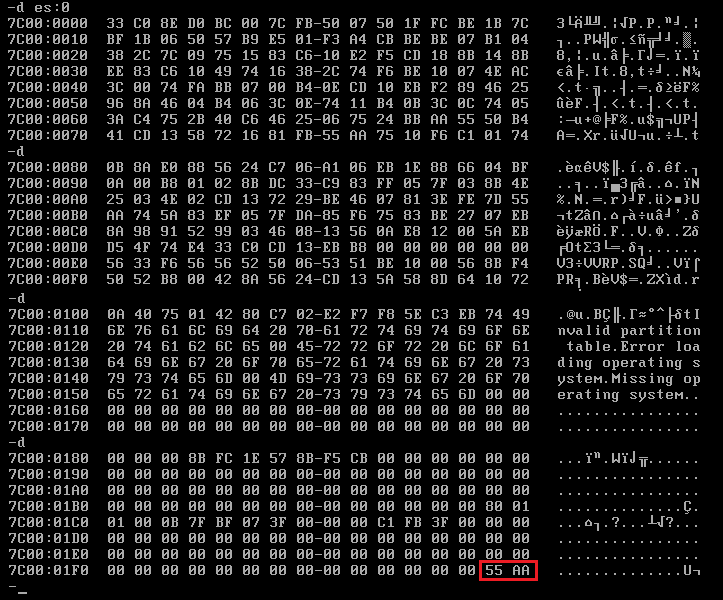 -d es:0
7C00:0000  33 C0 8E D0 BC 00 7C FB-50 07 50 1F FC BE 1B 7C   3└Ä╨╝.|√P.P.ⁿ╛.|
7C00:0010  BF 1B 06 50 57 B9 E5 01-F3 A4 CB BE BE 07 B1 04   ┐..PW╣σ.≤ñ╦╛╛.▒.
7C00:0020  38 2C 7C 09 75 15 83 C6-10 E2 F5 CD 18 8B 14 8B   8,|.u.â╞.Γ⌡═.ï.ï
7C00:0030  EE 83 C6 10 49 74 16 38-2C 74 F6 BE 10 07 4E AC   εâ╞.It.8,t÷╛..N¼
7C00:0040  3C 00 74 FA BB 07 00 B4-0E CD 10 EB F2 89 46 25   <.t·╗..┤.═.δ≥ëF%
7C00:0050  96 8A 46 04 B4 06 3C 0E-74 11 B4 0B 3C 0C 74 05   ûèF.┤.<.t.┤.<.t.
7C00:0060  3A C4 75 2B 40 C6 46 25-06 75 24 BB AA 55 50 B4   :─u+@╞F%.u$╗¬UP┤
7C00:0070  41 CD 13 58 72 16 81 FB-55 AA 75 10 F6 C1 01 74   A═.Xr.ü√U¬u.÷┴.t
-d
7C00:0080  0B 8A E0 88 56 24 C7 06-A1 06 EB 1E 88 66 04 BF   .èαêV$╟.í.δ.êf.┐
7C00:0090  0A 00 B8 01 02 8B DC 33-C9 83 FF 05 7F 03 8B 4E   ..╕..ï▄3╔â..⌂.ïN
7C00:00A0  25 03 4E 02 CD 13 72 29-BE 46 07 81 3E FE 7D 55   %.N.═.r)╛F.ü>■}U
7C00:00B0  AA 74 5A 83 EF 05 7F DA-85 F6 75 83 BE 27 07 EB   ¬tZâ∩.⌂┌à÷uâ╛'.δ
7C00:00C0  8A 98 91 52 99 03 46 08-13 56 0A E8 12 00 5A EB   èÿæRÖ.F..V.Φ..Zδ
7C00:00D0  D5 4F 74 E4 33 C0 CD 13-EB B8 00 00 00 00 00 00   ╒OtΣ3└═.δ╕......
7C00:00E0  56 33 F6 56 56 52 50 06-53 51 BE 10 00 56 8B F4   V3÷VVRP.SQ╛..Vï⌠
7C00:00F0  50 52 B8 00 42 8A 56 24-CD 13 5A 58 8D 64 10 72   PR╕.BèV$═.ZXìd.r
-d
7C00:0100  0A 40 75 01 42 80 C7 02-E2 F7 F8 5E C3 EB 74 49   .@u.BÇ╟.Γ≈°^├δtI
7C00:0110  6E 76 61 6C 69 64 20 70-61 72 74 69 74 69 6F 6E   nvalid partition
7C00:0120  20 74 61 62 6C 65 00 45-72 72 6F 72 20 6C 6F 61    table.Error loa
7C00:0130  64 69 6E 67 20 6F 70 65-72 61 74 69 6E 67 20 73   ding operating s
7C00:0140  79 73 74 65 6D 00 4D 69-73 73 69 6E 67 20 6F 70   ystem.Missing op
7C00:0150  65 72 61 74 69 6E 67 20-73 79 73 74 65 6D 00 00   erating system..
7C00:0160  00 00 00 00 00 00 00 00-00 00 00 00 00 00 00 00   ................
7C00:0170  00 00 00 00 00 00 00 00-00 00 00 00 00 00 00 00   ................
-d
7C00:0180  00 00 00 8B FC 1E 57 8B-F5 CB 00 00 00 00 00 00   ...ïⁿ.Wï⌡╦......
7C00:0190  00 00 00 00 00 00 00 00-00 00 00 00 00 00 00 00   ................
7C00:01A0  00 00 00 00 00 00 00 00-00 00 00 00 00 00 00 00   ................
7C00:01B0  00 00 00 00 00 00 00 00-00 00 00 00 00 00 80 01   ..............Ç.
7C00:01C0  01 00 0B 7F BF 07 3F 00-00 00 C1 FB 3F 00 00 00   ...⌂┐.?...┴√?...
7C00:01D0  00 00 00 00 00 00 00 00-00 00 00 00 00 00 00 00   ................
7C00:01E0  00 00 00 00 00 00 00 00-00 00 00 00 00 00 00 00   ................
7C00:01F0  00 00 00 00 00 00 00 00-00 00 00 00 00 00 55 AA   ..............U¬
-_